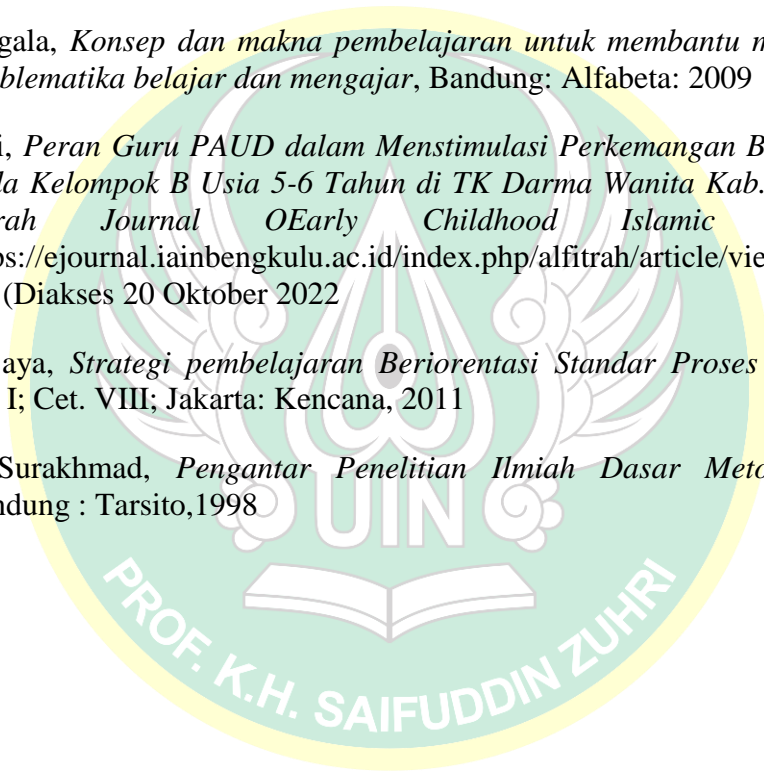 gala, Konsep dan makna pembelajaran untuk membantu m
blematika belajar dan mengajar, Bandung: Alfabeta: 2009
i, Peran Guru PAUD dalam Menstimulasi Perkemangan B
la Kelompok B Usia 5-6 Tahun di TK Darma Wanita Kab.
rah Journal OEarly Childhood Islamic
ps://ejournal.iainbengkulu.ac.id/index.php/alfitrah/article/vie
(Diakses 20 Oktober 2022
aya, Strategi pembelajaran Beriorentasi Standar Proses
I; Cet. VIII; Jakarta: Kencana, 2011
Surakhmad, Pengantar Penelitian Ilmiah Dasar Meto
ndung : Tarsito,1998
UIN
PROF. K.H. SAIFUDDIN ZUHRI